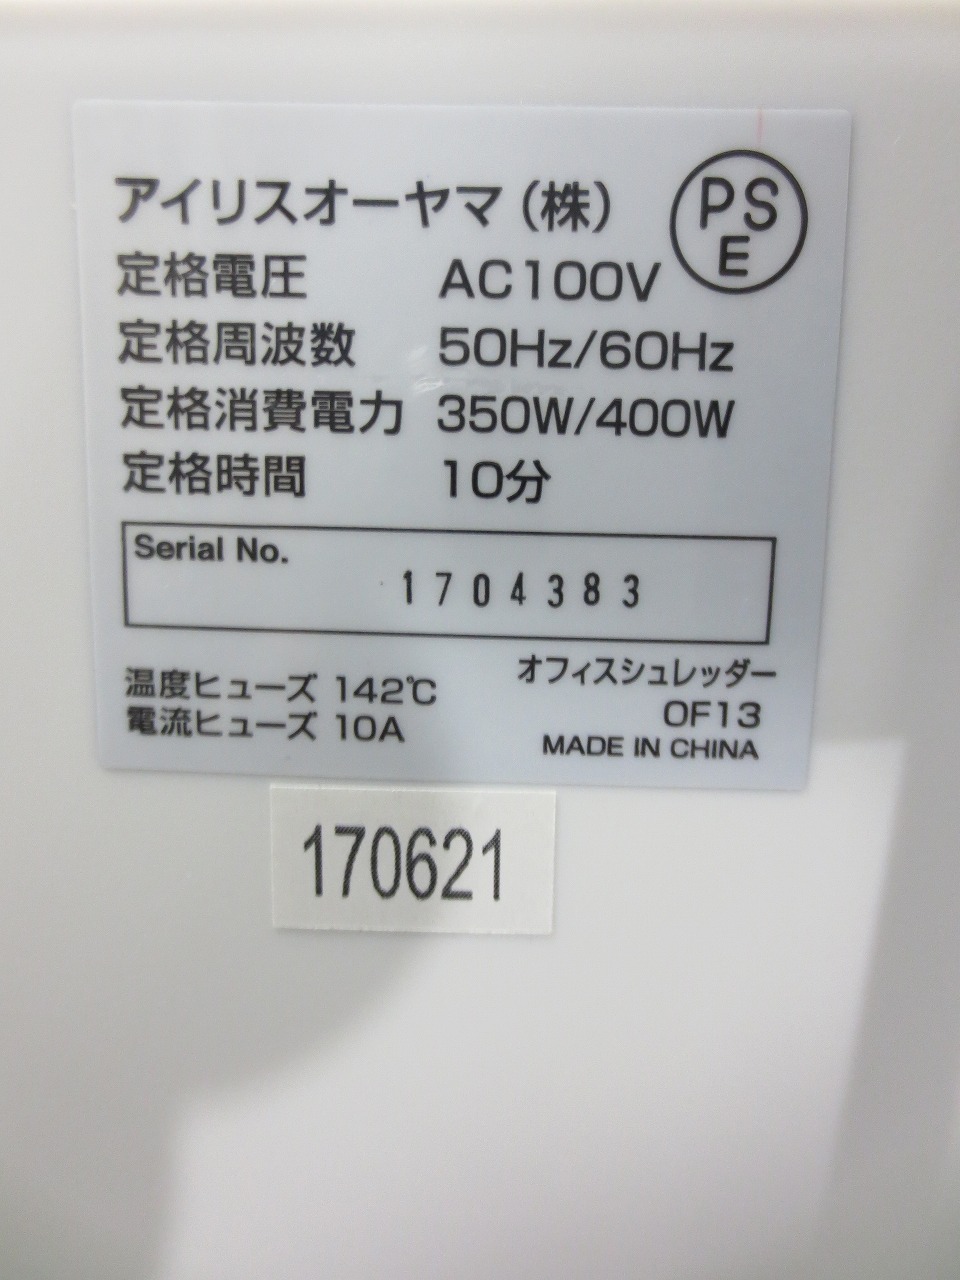 アイリスオーヤマ（株）
PS
E
定格電圧 AC100V
定格周波数 50Hz/60Hz
定格消費電力 350W/400W
定格時間 10分
Serial No.
1704383
温度ヒューズ 142℃
電流ヒューズ 10A
オフィスシュレッダー
OF13
MADE IN CHINA
170621